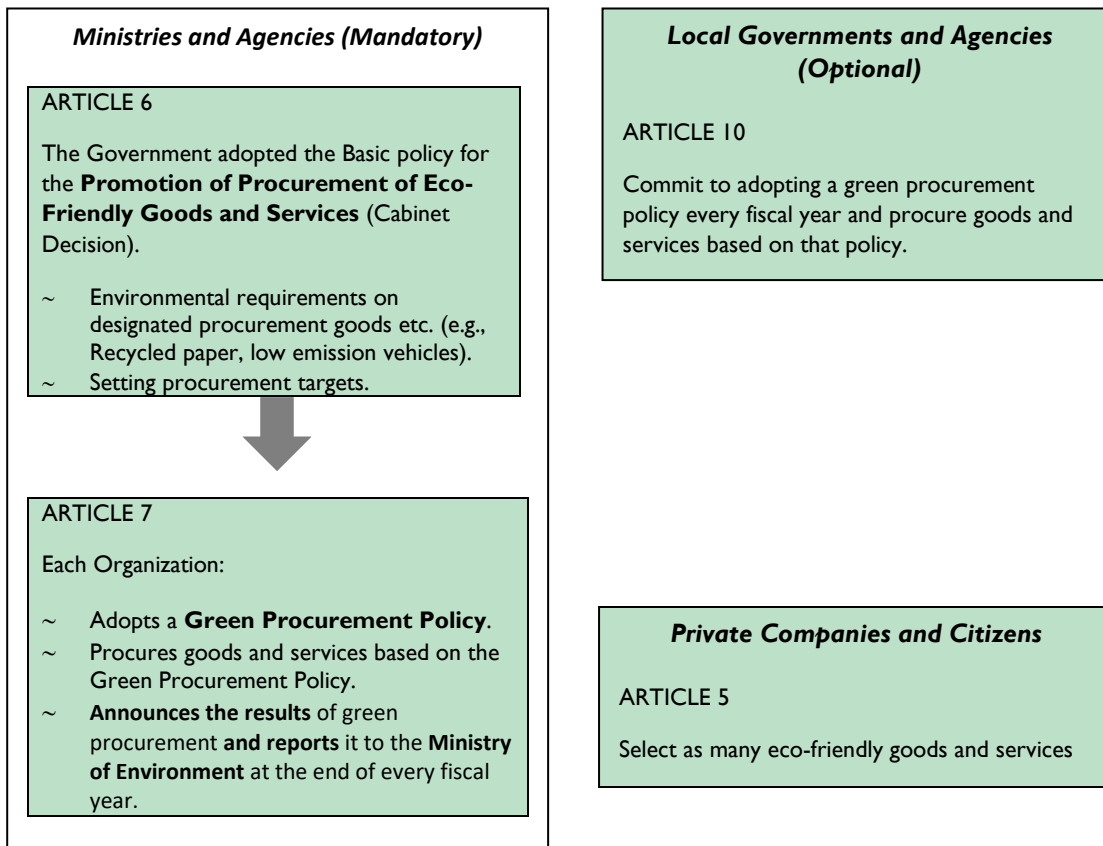 Ministries and Agencies (Mandatory)
ARTICLE 6
The Government adopted the Basic policy for
the Promotion of Procurement of Eco-
Friendly Goods and Services (Cabinet
Decision).
~ Environmental requirements on
designated procurement goods etc. (e.g.,
Recycled paper, low emission vehicles).
~ Setting procurement targets.
ARTICLE 7
Each Organization:
~ Adopts a Green Procurement Policy.
~ Procures goods and services based on the
Green Procurement Policy.
~ Announces the results of green
procurement and reports it to the Ministry
of Environment at the end of every fiscal
year.
Local Governments and Agencies
(Optional)
ARTICLE 10
Commit to adopting a green procurement
policy every fiscal year and procure goods and
services based on that policy.
Private Companies and Citizens
ARTICLE 5
Select as many eco-friendly goods and services